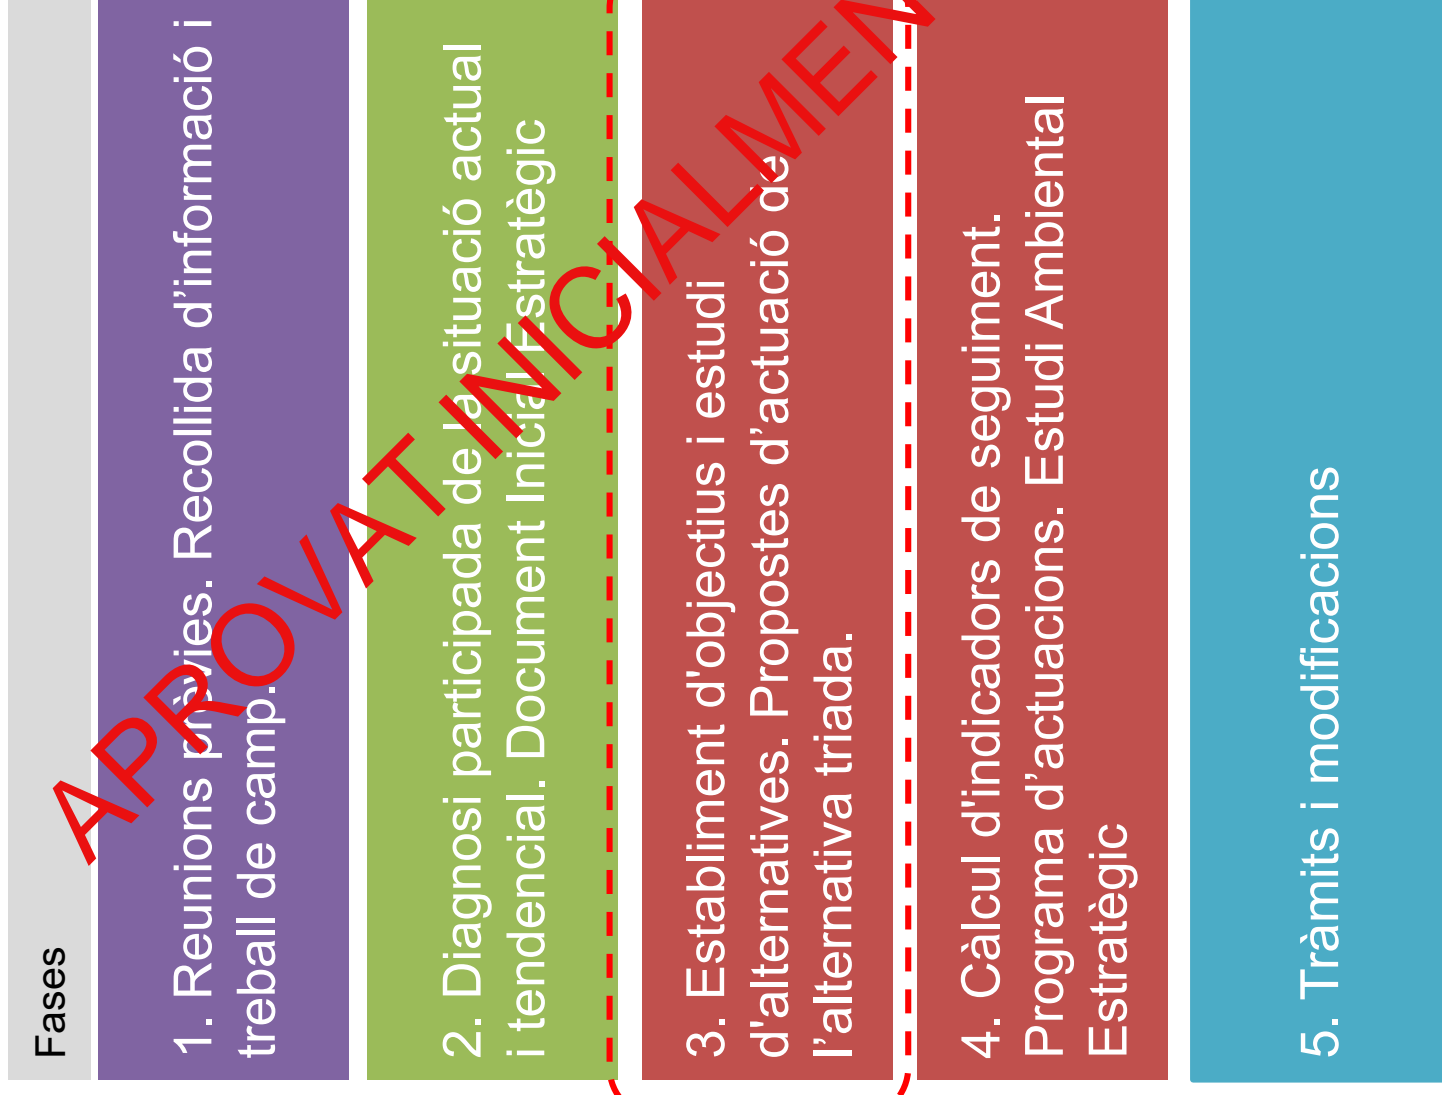 Fases
1. Reunions prèvies. Recollida d’informació i
treball de camp.
2. Diagnosi participada de la situació actual
i tendencial. Document Inicial Estratègic
3. Establiment d'objectius i estudi
d'alternatives. Propostes d’actuació de
l’alternativa triada.
4. Càlcul d'indicadors de seguiment.
Programa d’actuacions. Estudi Ambiental
Estratègic
5. Tràmits i modificacions
APROVAT INICIALMEN